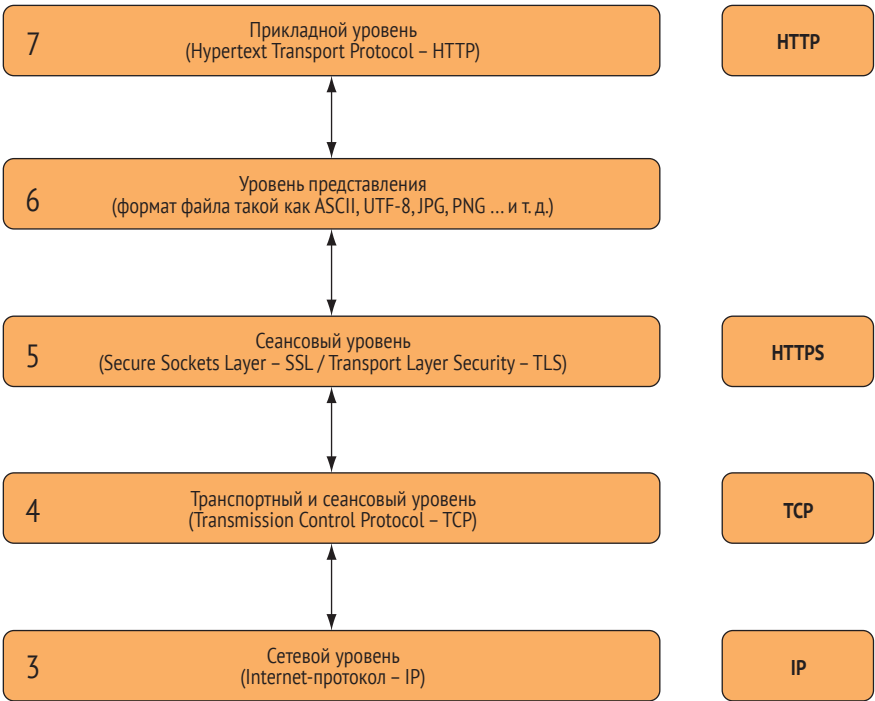 7
Прикладной уровень
(Hypertext Transport Protocol – HTTP)
HTTP
6
Уровень представления
(формат файла такой как ASCII, UTF-8, JPG, PNG ... и т. д.)
5
Сеансовый уровень
(Secure Sockets Layer – SSL / Transport Layer Security – TLS)
HTTPS
4
Транспортный и сеансовый уровень
(Transmission Control Protocol – TCP)
TCP
3
Сетевой уровень
(Internet-протокол – IP)
IP